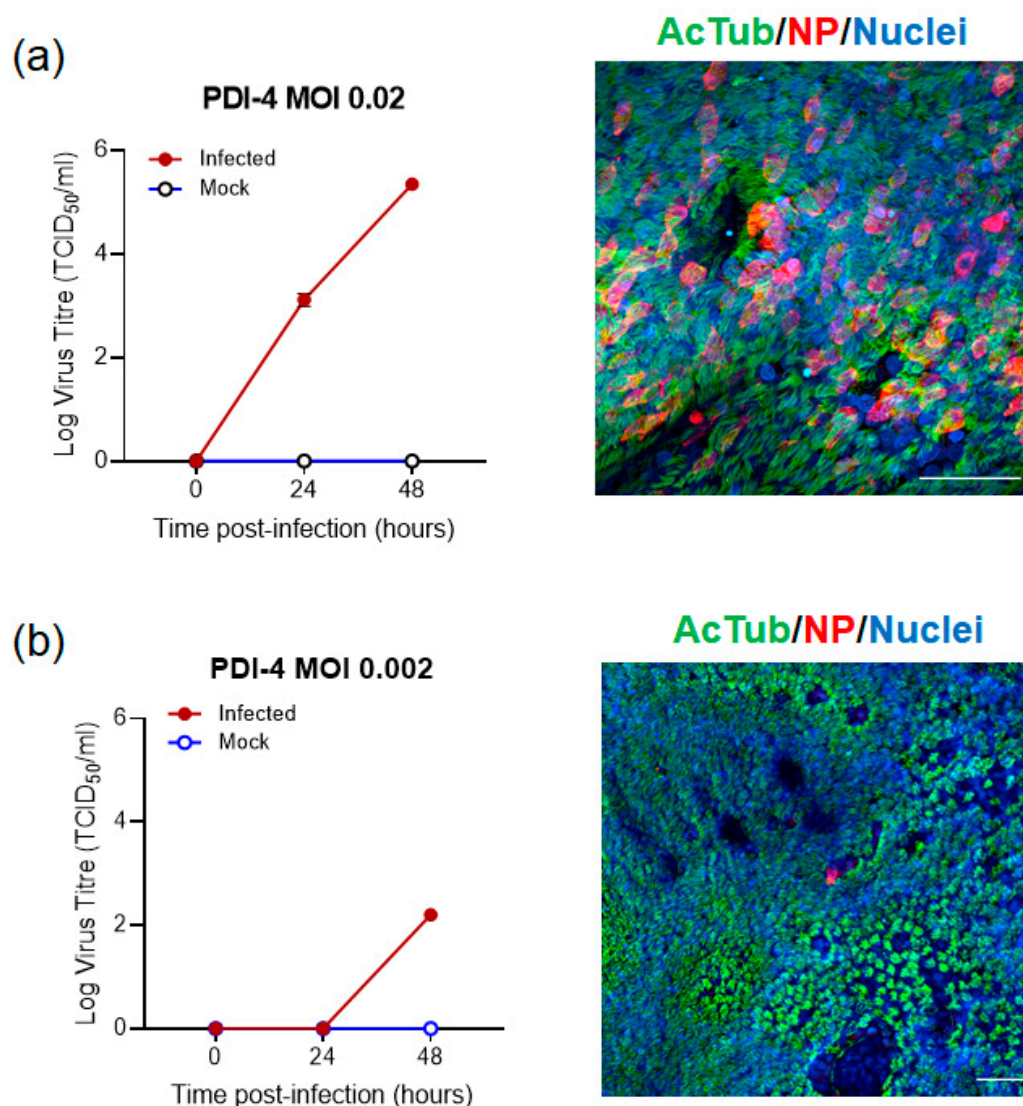 (a)
PDI-4 MOI 0.02
Infected
Mock
Log Virus Titre (TCID50/ml)
6
4
2
0
0 24 48
Time post-infection (hours)
AcTub/NP/Nuclei
(b)
PDI-4 MOI 0.002
Infected
Mock
Log Virus Titre (TCID50/ml)
6
4
2
0
0 24 48
Time post-infection (hours)
AcTub/NP/Nuclei